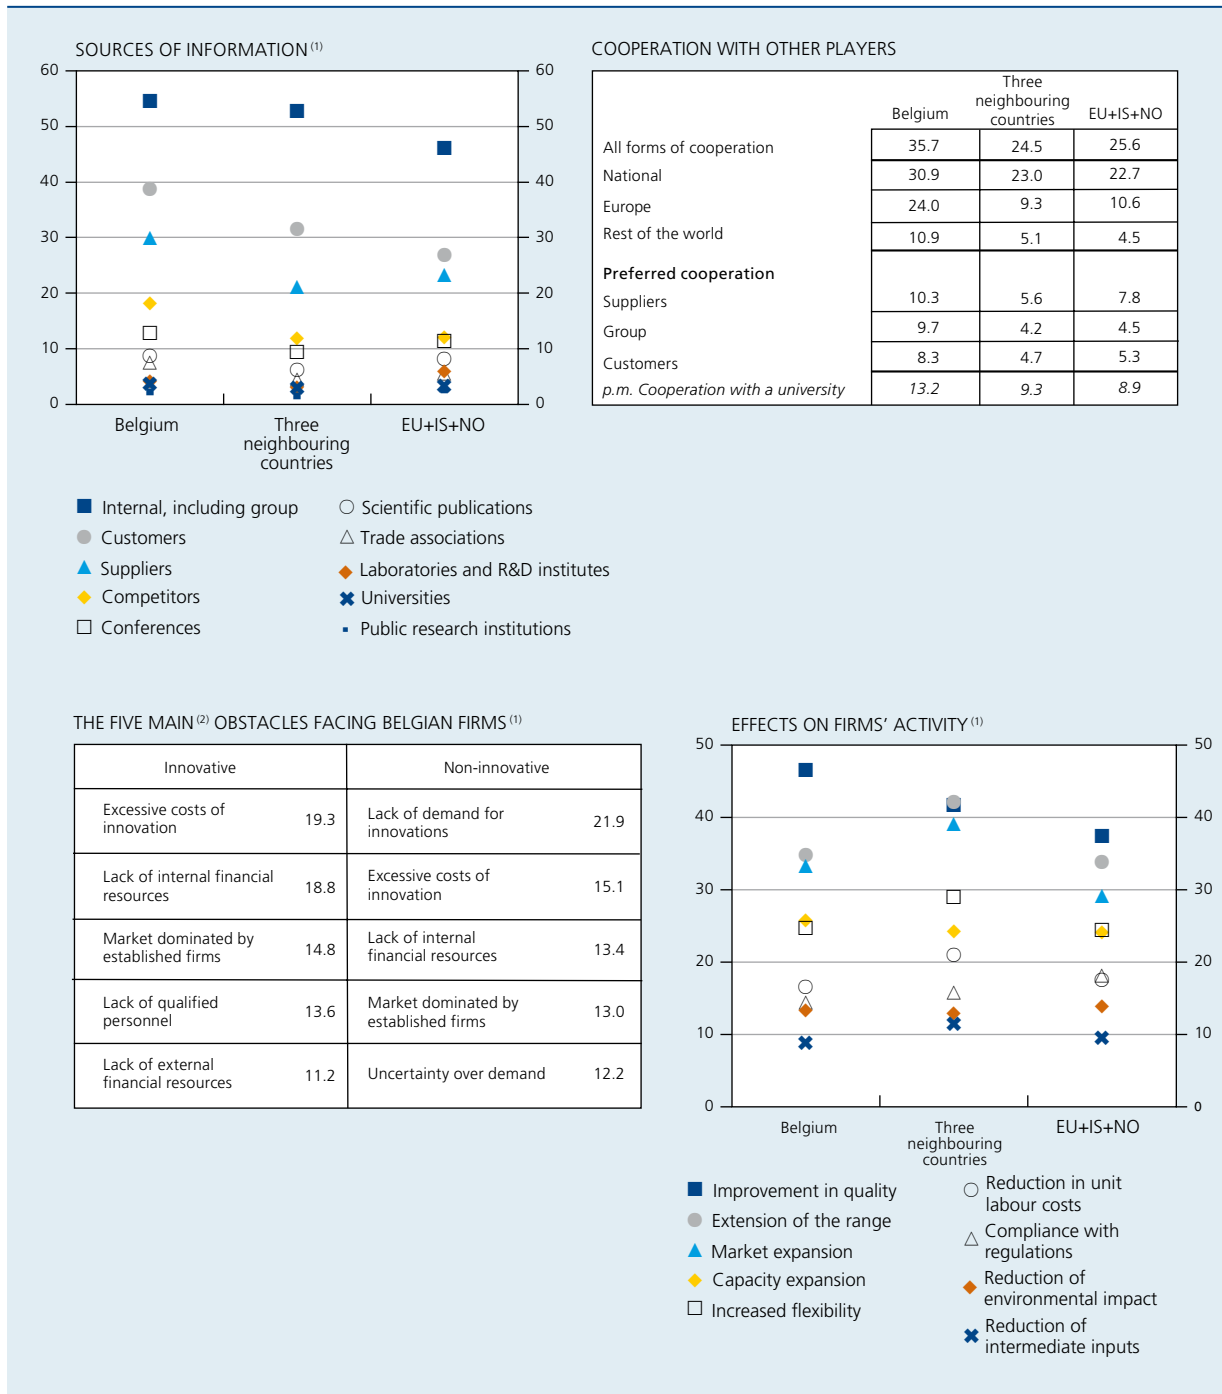 SOURCES OF INFORMATION (1)
60
50
40
30
20
10
0
60
50
40
30
20
10
0
Belgium
Three
neighbouring
countries
EU+IS+NO
Internal, including group
Customers
Suppliers
Competitors
Conferences
Scientific publications
Trade associations
Laboratories and R&D institutes
Universities
Public research institutions
COOPERATION WITH OTHER PLAYERS
Belgium
Three
neighbouring
countries
EU+IS+NO
All forms of cooperation 35.7 24.5 25.6
National 30.9 23.0 22.7
Europe 24.0 9.3 10.6
Rest of the world 10.9 5.1 4.5
Preferred cooperation
Suppliers 10.3 5.6 7.8
Group 9.7 4.2 4.5
Customers 8.3 4.7 5.3
p.m. Cooperation with a university 13.2 9.3 8.9
THE FIVE MAIN (2) OBSTACLES FACING BELGIAN FIRMS (1)
Innovative Non-innovative
Excessive costs of
innovation 19.3
Lack of demand for
innovations 21.9
Lack of internal financial
resources 18.8
Excessive costs of
innovation 15.1
Market dominated by
established firms 14.8
Lack of internal
financial resources 13.4
Lack of qualified
personnel 13.6
Market dominated by
established firms 13.0
Lack of external
financial resources 11.2
Uncertainty over demand 12.2
EFFECTS ON FIRMS' ACTIVITY (1)
50
40
30
20
10
0
50
40
30
20
10
0
Belgium
Three
neighbouring
countries
EU+IS+NO
Improvement in quality
Extension of the range
Market expansion
Capacity expansion
Increased flexibility
Reduction in unit
labour costs
Compliance with
regulations
Reduction of
environmental impact
Reduction of
intermediate inputs